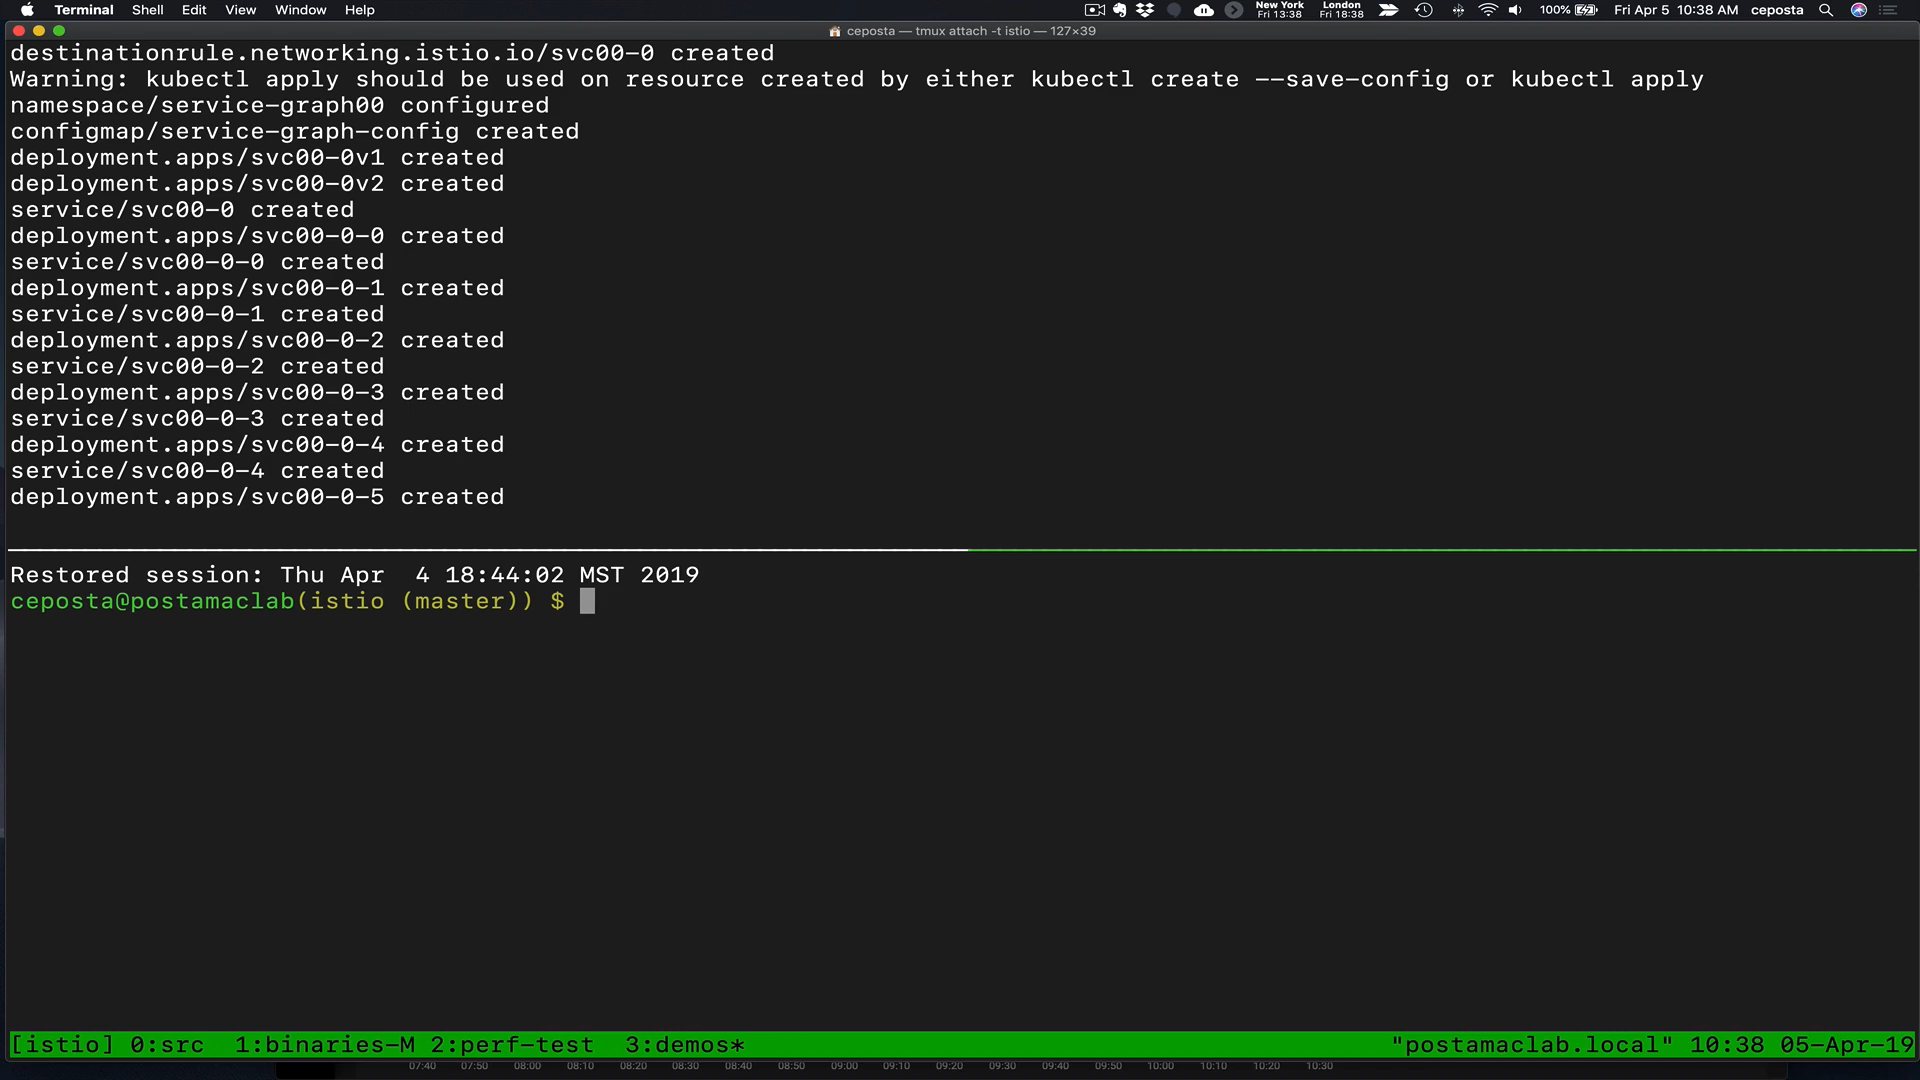 Terminal Shell Edit View Window Help New York Fri 13:38 London Fri 18:38 100% Fri Apr 5 10:38 AM ceposta
ceposta — tmux attach -t istio — 127×39
destinationrule.networking.istio.io/svc00-0 created
Warning: kubectl apply should be used on resource created by either kubectl create --save-config or kubectl apply
namespace/service-graph00 configured
configmap/service-graph-config created
deployment.apps/svc00-0v1 created
deployment.apps/svc00-0v2 created
service/svc00-0 created
deployment.apps/svc00-0-0 created
service/svc00-0-0 created
deployment.apps/svc00-0-1 created
service/svc00-0-1 created
deployment.apps/svc00-0-2 created
service/svc00-0-2 created
deployment.apps/svc00-0-3 created
service/svc00-0-3 created
deployment.apps/svc00-0-4 created
service/svc00-0-4 created
deployment.apps/svc00-0-5 created
Restored session: Thu Apr  4 18:44:02 MST 2019
ceposta@postamaclab(istio (master)) $
[istio] 0:src  1:binaries-M 2:perf-test  3:demos* "postamaclab.local" 10:38 05-Apr-19
07:40 07:50 08:00 08:10 08:20 08:30 08:40 08:50 09:00 09:10 09:20 09:30 09:40 09:50 10:00 10:10 10:20 10:30